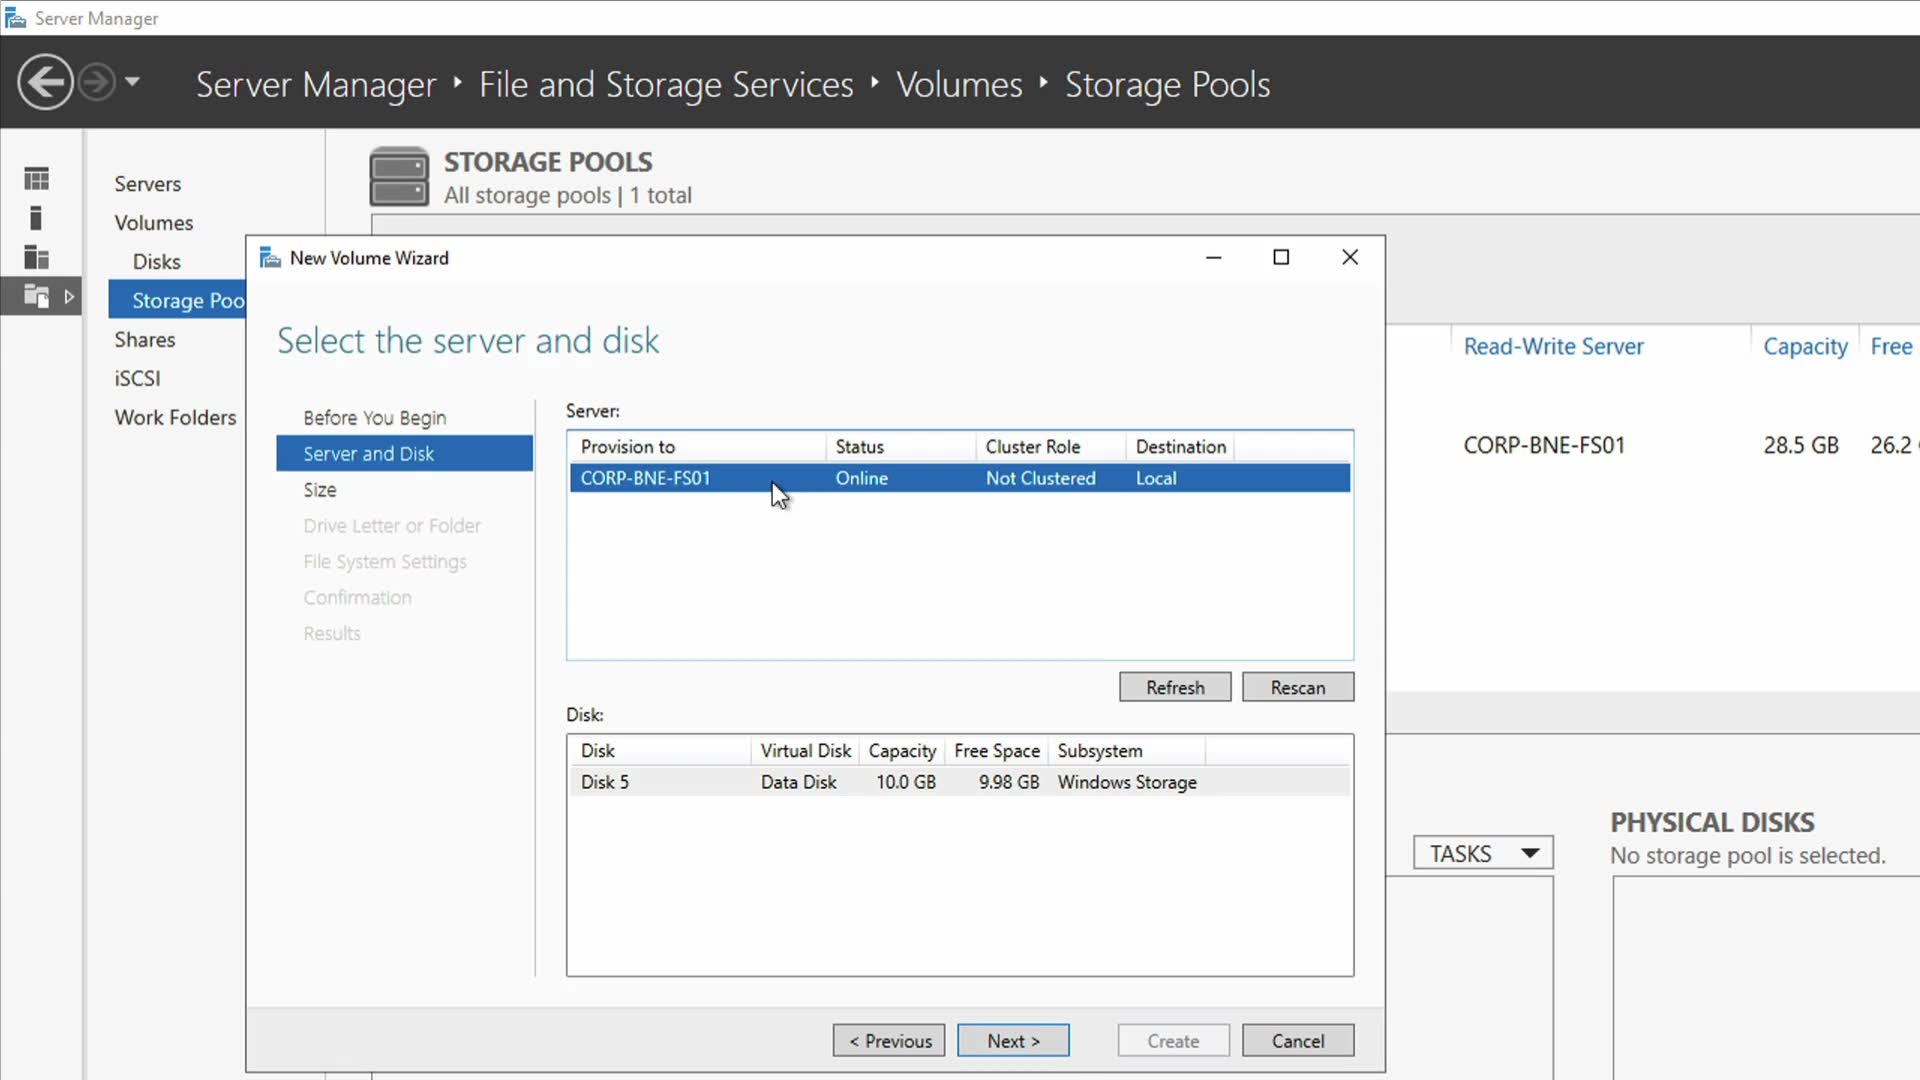 Server Manager
Server Manager ‣ File and Storage Services ‣ Volumes ‣ Storage Pools
Servers
Volumes
Disks
Storage Poo
Shares
iSCSI
Work Folders
STORAGE POOLS
All storage pools | 1 total
Read-Write Server Capacity Free
CORP-BNE-FS01 28.5 GB 26.2
New Volume Wizard
Select the server and disk
Before You Begin
Server and Disk
Size
Drive Letter or Folder
File System Settings
Confirmation
Results
Server:
Provision to Status Cluster Role Destination
CORP-BNE-FS01 Online Not Clustered Local
Refresh Rescan
Disk:
Disk Virtual Disk Capacity Free Space Subsystem
Disk 5 Data Disk 10.0 GB 9.98 GB Windows Storage
< Previous Next > Create Cancel
TASKS
PHYSICAL DISKS
No storage pool is selected.